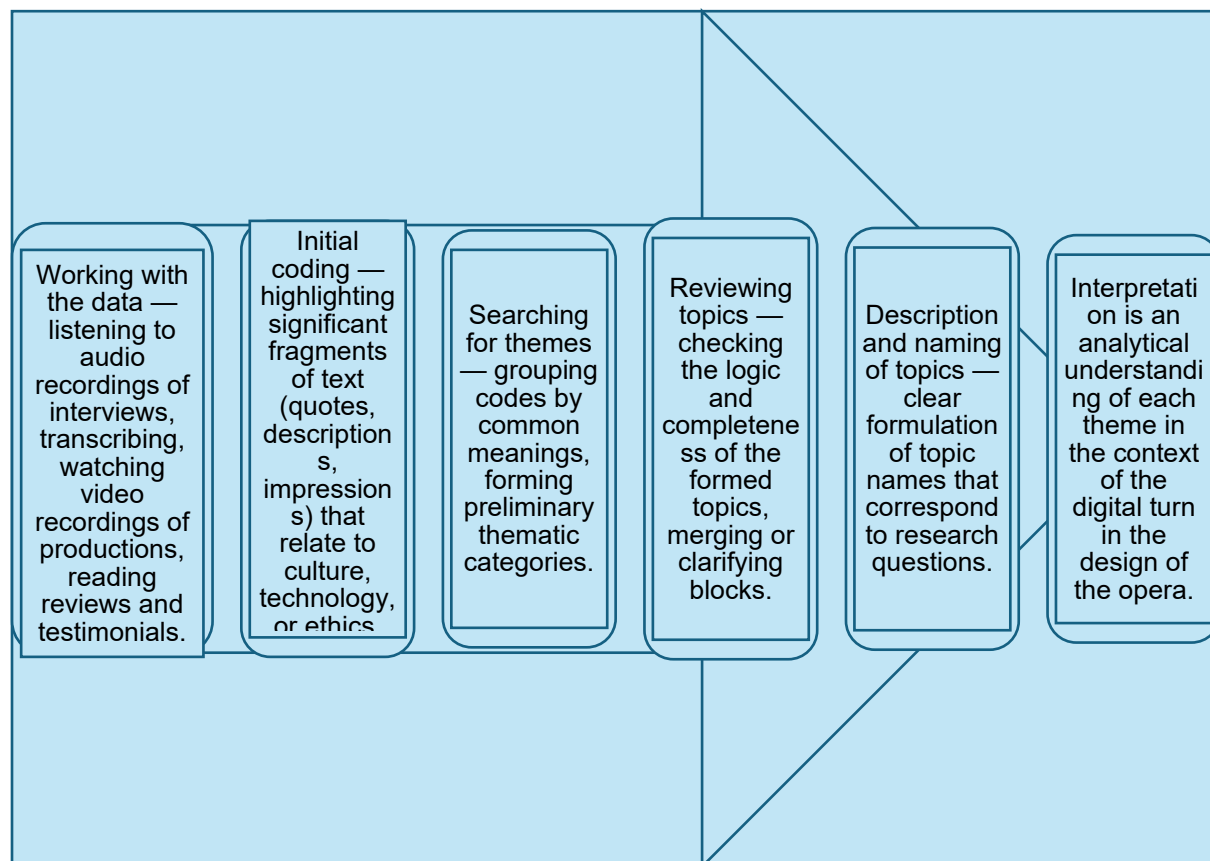 Working with
the data —
listening to
audio
recordings of
interviews,
transcribing,
watching
video
recordings of
productions,
reading
reviews and
testimonials.
Initial
coding —
highlighting
significant
fragments
of text
(quotes,
description
s,
impression
s) that
relate to
culture,
technology,
or ethics
Searching
for themes
— grouping
codes by
common
meanings,
forming
preliminary
thematic
categories.
Reviewing
topics —
checking
the logic
and
completene
ss of the
formed
topics,
merging or
clarifying
blocks.
Description
and naming
of topics —
clear
formulation
of topic
names that
correspond
to research
questions.
Interpretati
on is an
analytical
understandi
ng of each
theme in
the context
of the
digital turn
in the
design of
the opera.